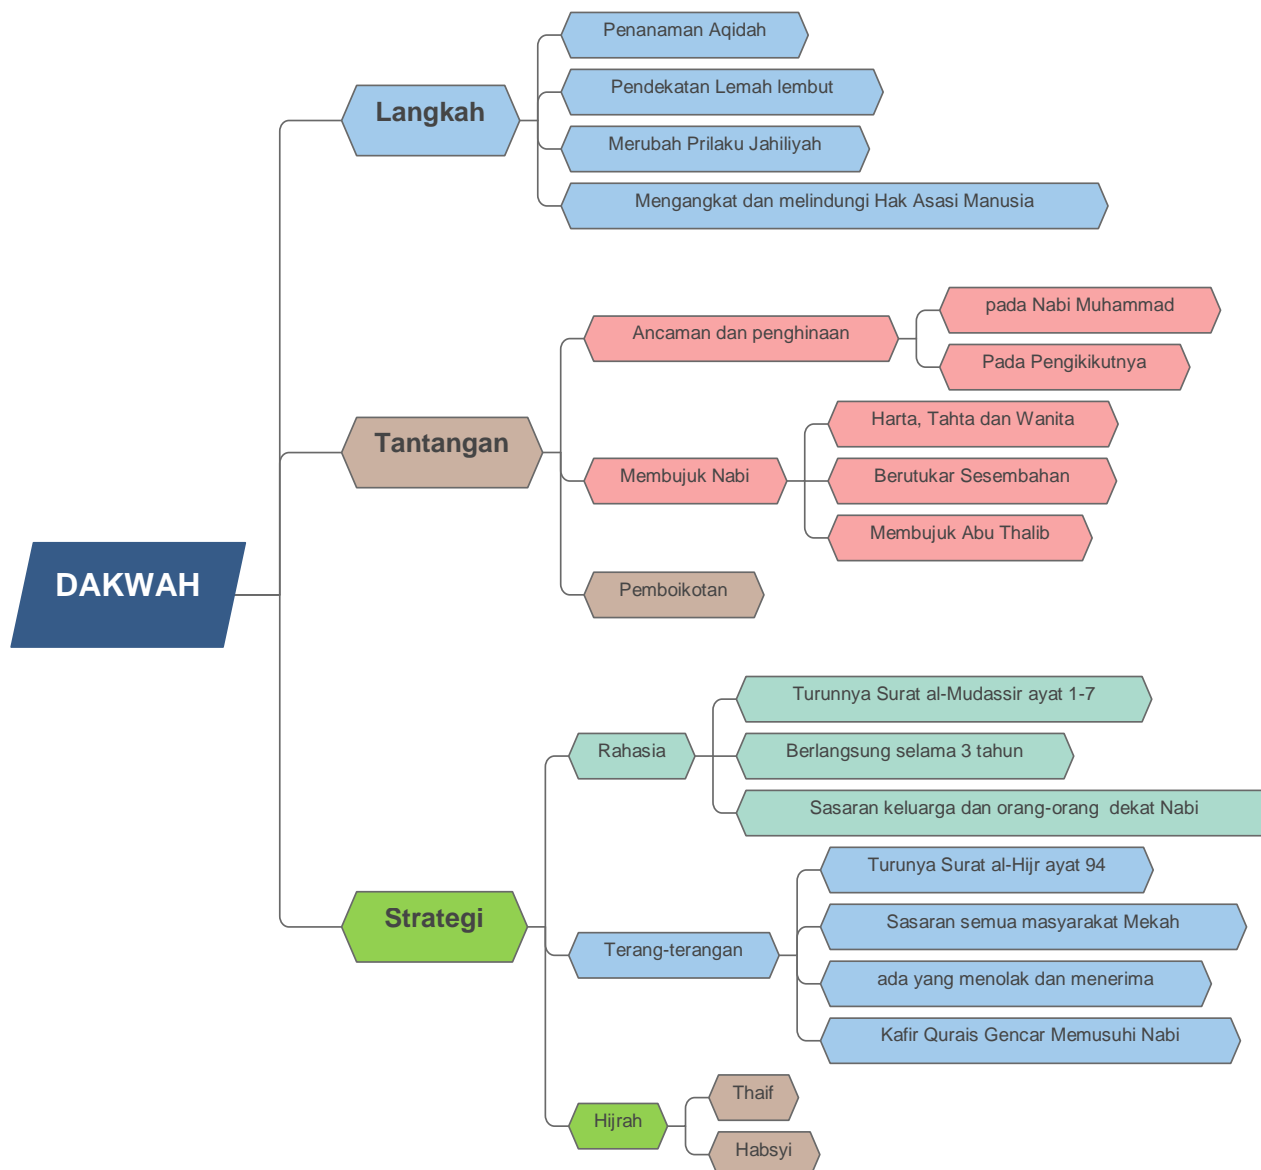 DAKWAH
Langkah
Penanaman Aqidah
Pendekatan Lemah lembut
Merubah Prilaku Jahiliyah
Mengangkat dan melindungi Hak Asasi Manusia
Tantangan
Ancaman dan penghinaan
pada Nabi Muhammad
Pada Pengikikutnya
Membujuk Nabi
Harta, Tahta dan Wanita
Berutukar Sesembahan
Membujuk Abu Thalib
Pemboikotan
Strategi
Rahasia
Turunnya Surat al-Mudassir ayat 1-7
Berlangsung selama 3 tahun
Sasaran keluarga dan orang-orang  dekat Nabi
Terang-terangan
Turunya Surat al-Hijr ayat 94
Sasaran semua masyarakat Mekah
ada yang menolak dan menerima
Kafir Qurais Gencar Memusuhi Nabi
Hijrah
Thaif
Habsyi